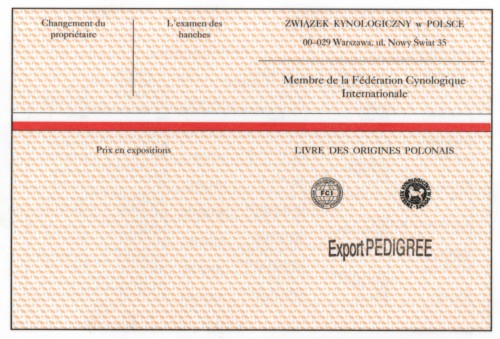 Changement du
propriétaire
L'examen des
hanches
ZWIĄZEK KYNOLOGICZNY w POLSCE
00–029 Warszawa, ul. Nowy Świat 35
Membre de la Fédération Cynologique
Internationale
Prix en expositions
LIVRE DES ORIGINES POLONAIS
FCI
Export PEDIGREE